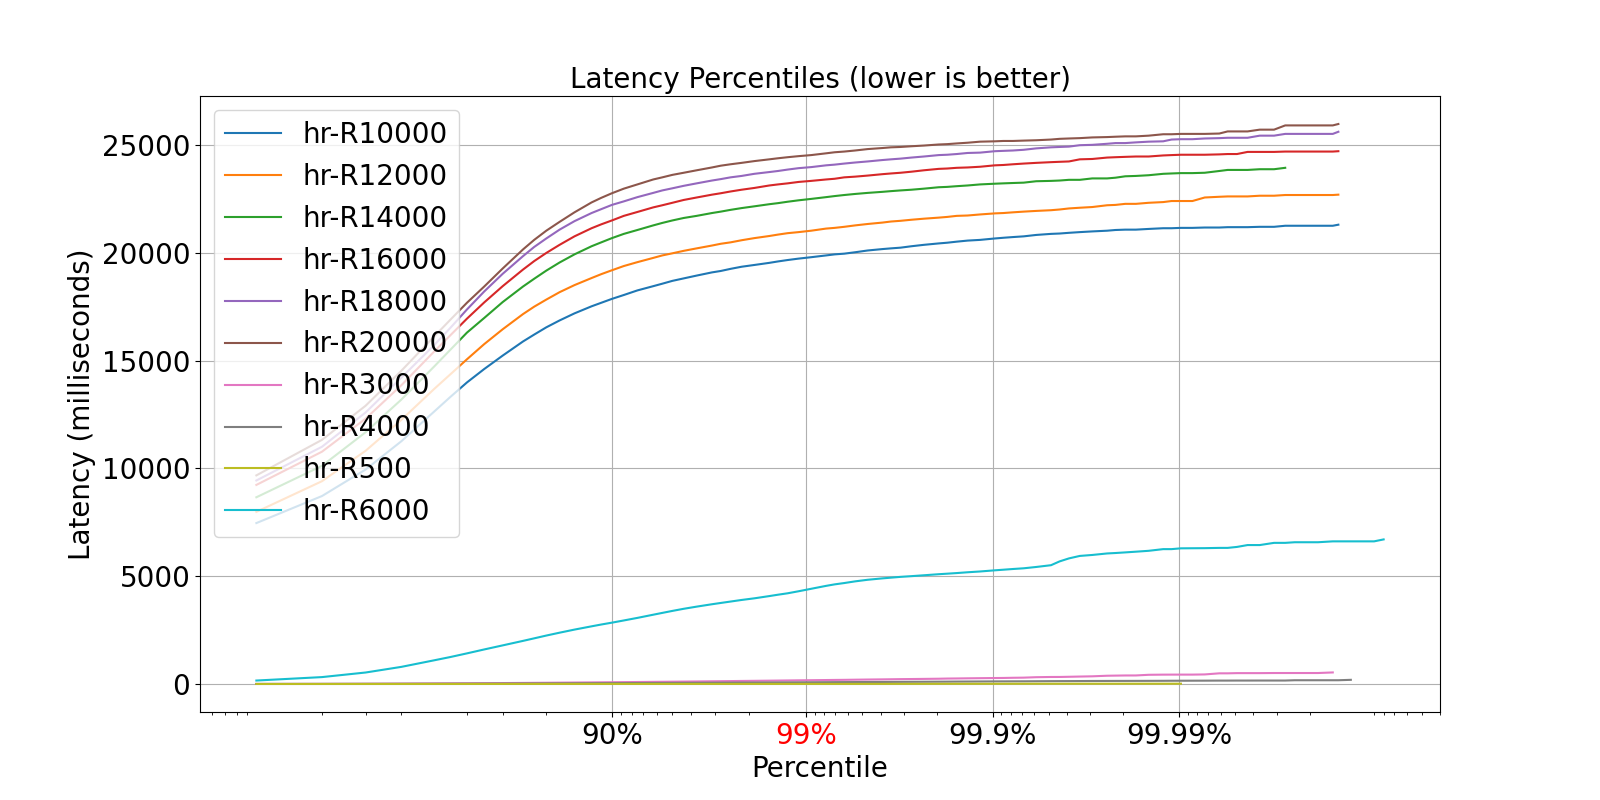 Latency Percentiles (lower is better)
hr-R10000
hr-R12000
hr-R14000
hr-R16000
hr-R18000
hr-R20000
hr-R3000
hr-R4000
hr-R500
hr-R6000
25000
20000
15000
10000
5000
0
Latency (milliseconds)
90% 99% 99.9% 99.99%
Percentile